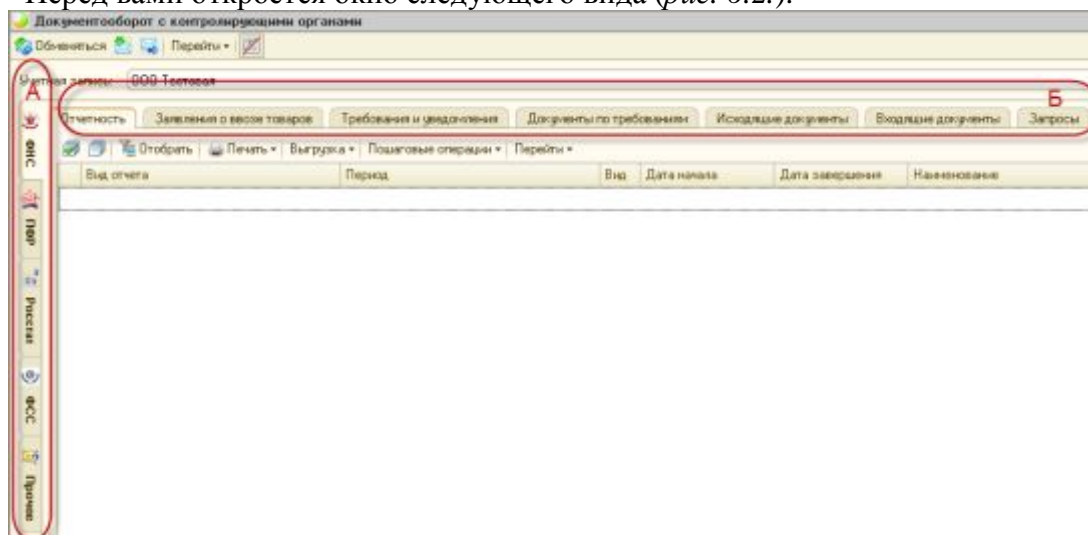 Перед вами откроется окно следующего вида (рис. 6.2.).
Документооборот с контролирующими органами
Обменяться Перейти
Учетная запись: ООО Тестовая
А
Б
Отчетность Заявления о ввозе товаров Требования и уведомления Документы по требованиям Исходящие документы Входящие документы Запросы
Отобрать Печать Выгрузка Пошаговые операции Перейти
Вид отчета Период Вид Дата начала Дата завершения Наименование
ФНС
ПФР
Росстат
ФСС
Прочее